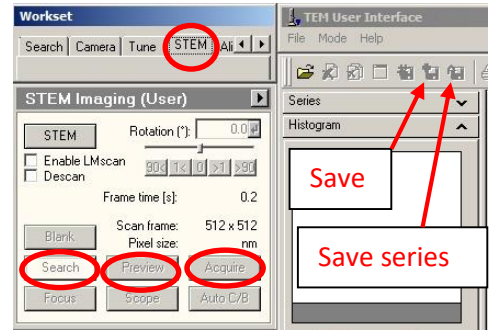 Workset
Search Camera Tune STEM Ali
STEM Imaging (User)
STEM
Rotation (°): 0.0
Enable LMscan
Descan
90< 1< 0 >1 >90
Frame time [s]: 0.2
Scan frame: 512 x 512
Pixel size: nm
Blank
Search Preview Acquire
Focus Scope Auto C/B
TEM User Interface
File Mode Help
Series
Histogram
Save
Save series